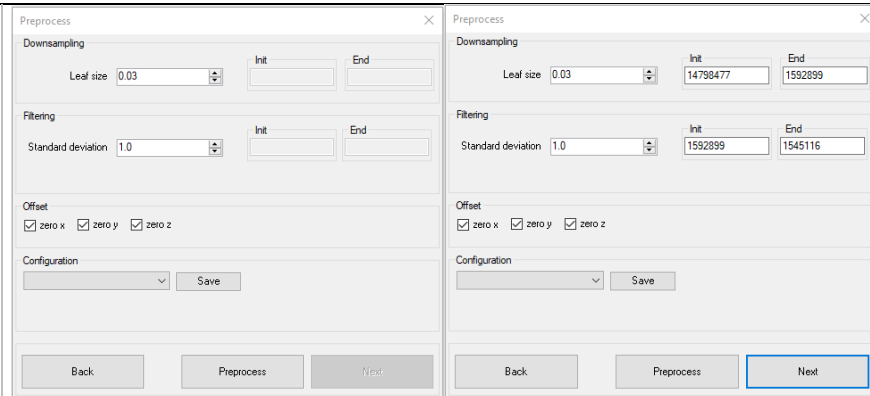 Preprocess
Downsampling
Init
End
Leaf size
0.03
Filtering
Init
End
Standard deviation
1.0
Offset
zero x
zero y
zero z
Configuration
Save
Back
Preprocess
Next
Preprocess
Downsampling
Init
End
Leaf size
0.03
14798477
1592899
Filtering
Init
End
Standard deviation
1.0
1592899
1545116
Offset
zero x
zero y
zero z
Configuration
Save
Back
Preprocess
Next